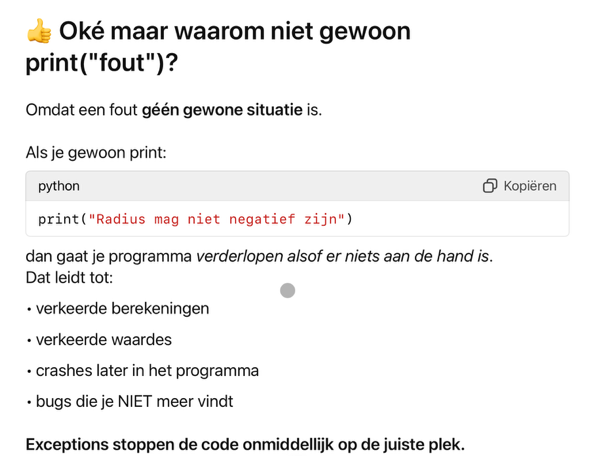 👍 Oké maar waarom niet gewoon
print("fout")?
Omdat een fout géén gewone situatie is.
Als je gewoon print:
python
Kopiëren
print("Radius mag niet negatief zijn")
dan gaat je programma verderlopen alsof er niets aan de hand is.
Dat leidt tot:
• verkeerde berekeningen
• verkeerde waardes
• crashes later in het programma
• bugs die je NIET meer vindt
Exceptions stoppen de code onmiddellijk op de juiste plek.